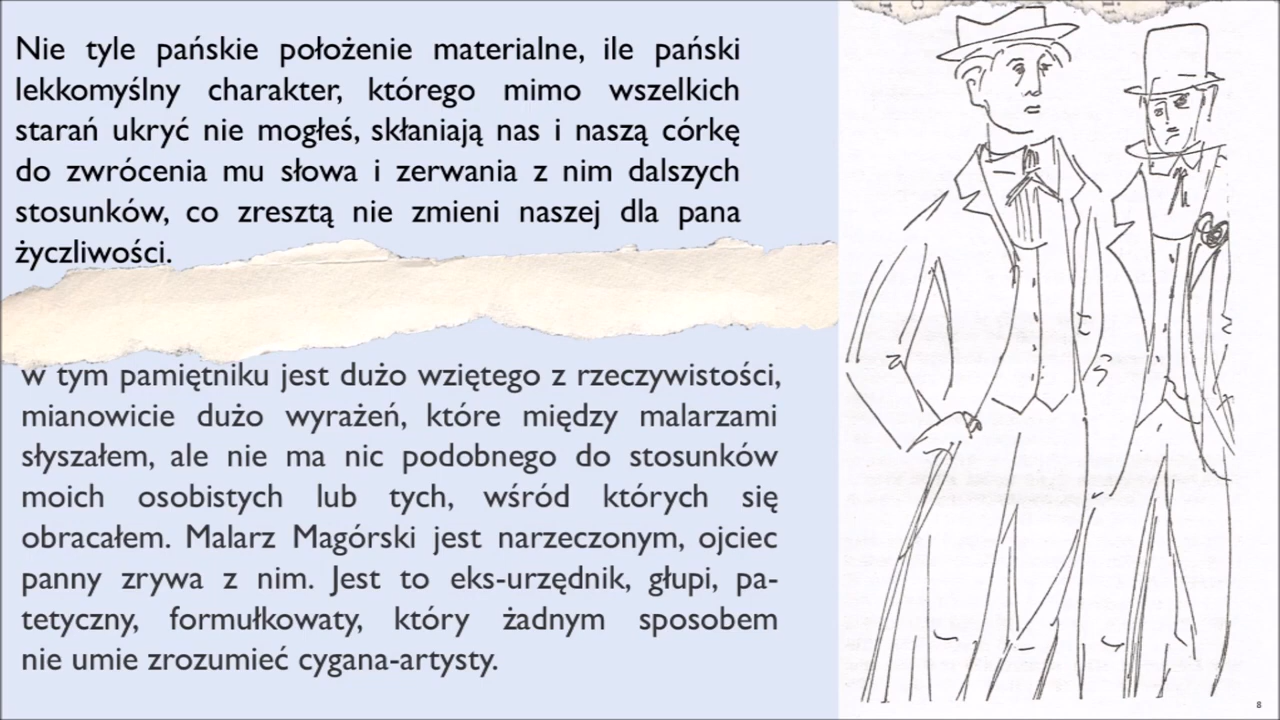 Nie tyle pańskie położenie materialne, ile pański
lekkomyślny charakter, którego mimo wszelkich
starań ukryć nie mogłeś, skłaniają nas i naszą córkę
do zwrócenia mu słowa i zerwania z nim dalszych
stosunków, co zresztą nie zmieni naszej dla pana
życzliwości.
w tym pamiętniku jest dużo wziętego z rzeczywistości,
mianowicie dużo wyrażeń, które między malarzami
słyszałem, ale nie ma nic podobnego do stosunków
moich osobistych lub tych, wśród których się
obracałem. Malarz Magórski jest narzeczonym, ojciec
panny zrywa z nim. Jest to eks-urzędnik, głupi, pa-
tetyczny, formułkowaty, który żadnym sposobem
nie umie zrozumieć cygana-artysty.
8